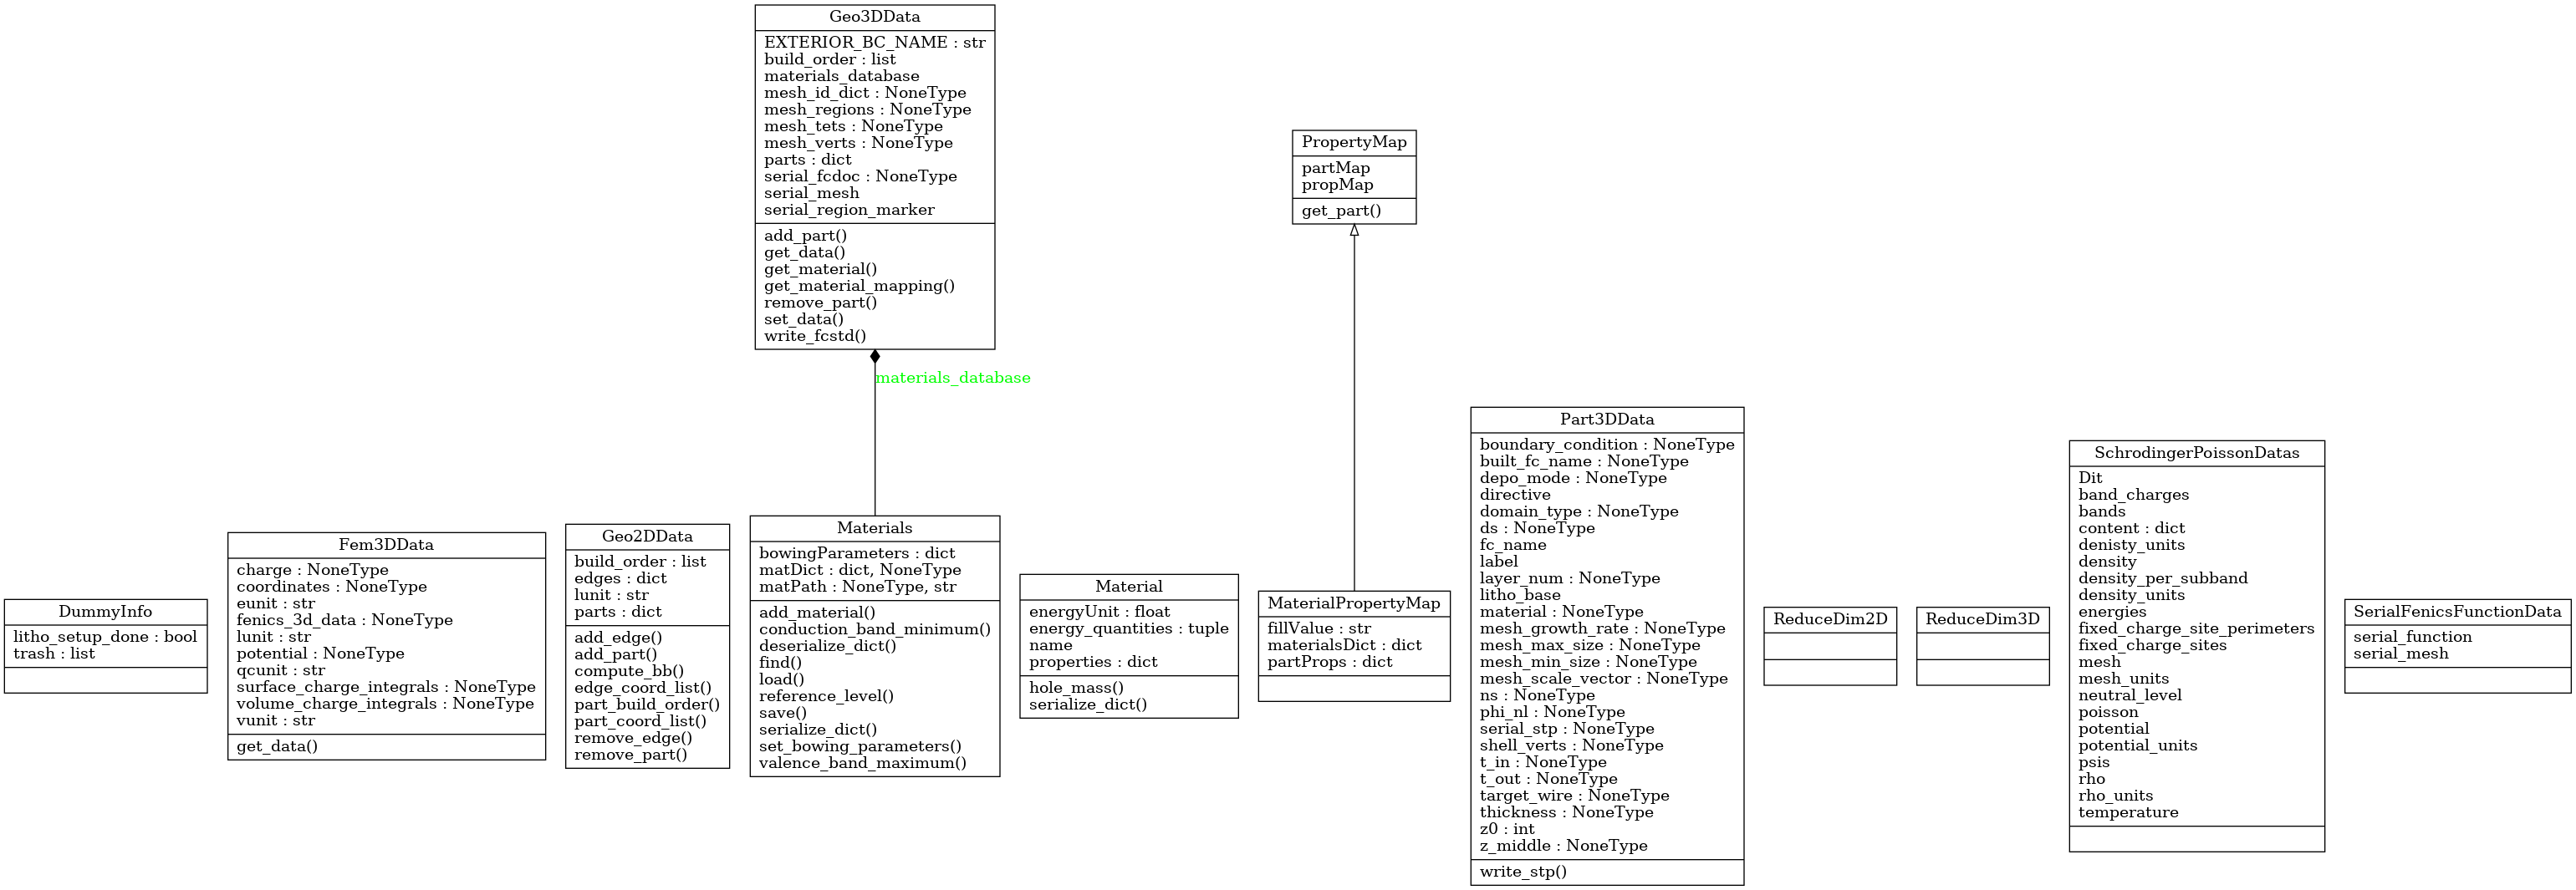 Geo3DData
EXTERIOR_BC_NAME : str
build_order : list
materials_database
mesh_id_dict : NoneType
mesh_regions : NoneType
mesh_tets : NoneType
mesh_verts : NoneType
parts : dict
serial_fcdoc : NoneType
serial_mesh
serial_region_marker
add_part()
get_data()
get_material()
get_material_mapping()
remove_part()
set_data()
write_fcstd()
materials_database
PropertyMap
partMap
propMap
get_part()
DummyInfo
litho_setup_done : bool
trash : list
Fem3DData
charge : NoneType
coordinates : NoneType
eunit : str
fenics_3d_data : NoneType
lunit : str
potential : NoneType
qcunit : str
surface_charge_integrals : NoneType
volume_charge_integrals : NoneType
vunit : str
get_data()
Geo2DData
build_order : list
edges : dict
lunit : str
parts : dict
add_edge()
add_part()
compute_bb()
edge_coord_list()
part_build_order()
part_coord_list()
remove_edge()
remove_part()
Materials
bowingParameters : dict
matDict : dict, NoneType
matPath : NoneType, str
add_material()
conduction_band_minimum()
deserialize_dict()
find()
load()
reference_level()
save()
serialize_dict()
set_bowing_parameters()
valence_band_maximum()
Material
energyUnit : float
energy_quantities : tuple
name
properties : dict
hole_mass()
serialize_dict()
MaterialPropertyMap
fillValue : str
materialsDict : dict
partProps : dict
Part3DData
boundary_condition : NoneType
built_fc_name : NoneType
depo_mode : NoneType
directive
domain_type : NoneType
ds : NoneType
fc_name
label
layer_num : NoneType
litho_base
material : NoneType
mesh_growth_rate : NoneType
mesh_max_size : NoneType
mesh_min_size : NoneType
mesh_scale_vector : NoneType
ns : NoneType
phi_nl : NoneType
serial_stp : NoneType
shell_verts : NoneType
t_in : NoneType
t_out : NoneType
target_wire : NoneType
thickness : NoneType
z0 : int
z_middle : NoneType
write_stp()
ReduceDim2D
ReduceDim3D
SchrodingerPoissonDatas
Dit
band_charges
bands
content : dict
denisty_units
density
density_per_subband
density_units
energies
fixed_charge_site_perimeters
fixed_charge_sites
mesh
mesh_units
neutral_level
poisson
potential
potential_units
psis
rho
rho_units
temperature
SerialFenicsFunctionData
serial_function
serial_mesh